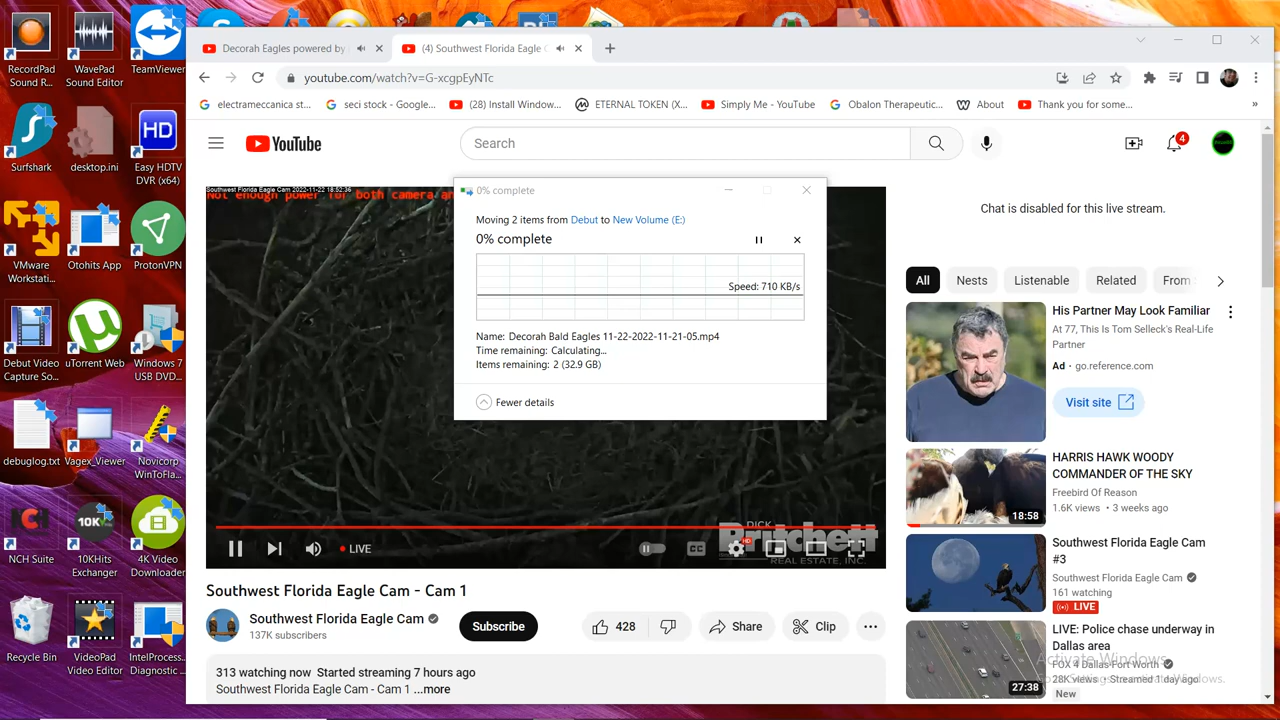 RecordPad
Sound R...
WavePad
Sound Editor
TeamViewer
Surfshark
desktop.ini
HD
Easy HDTV
DVR (x64)
VMware
Workstati...
Otohits App
ProtonVPN
Debut Video
Capture So...
uTorrent Web
Windows 7
USB DVD...
debuglog.txt
Vagex_Viewer
Novicorp
WinToFla...
NCH
NCH Suite
10K
10KHits
Exchanger
4K Video
Downloader
Recycle Bin
VideoPad
Video Editor
IntelProcess...
Diagnostic ...
Decorah Eagles powered by
(4) Southwest Florida Eagle
youtube.com/watch?v=G-xcgpEyNTc
electrameccanica st...
seci stock - Google...
(28) Install Window...
ETERNAL TOKEN (X...
Simply Me - YouTube
Obalon Therapeutic...
About
Thank you for some...
»
YouTube
Search
4
Southwest Florida Eagle Cam 2022-11-22 18:52:36
Not enough power for both camera an
0% complete
Moving 2 items from Debut to New Volume (E:)
0% complete
Speed: 710 KB/s
Name: Decorah Bald Eagles 11-22-2022-11-21-05.mp4
Time remaining: Calculating...
Items remaining: 2 (32.9 GB)
Fewer details
LIVE
CC
HD
DICK
Pritchett
REAL ESTATE, INC.
Southwest Florida Eagle Cam - Cam 1
Southwest Florida Eagle Cam
137K subscribers
Subscribe
428
Share
Clip
313 watching now Started streaming 7 hours ago
Southwest Florida Eagle Cam - Cam 1 ...more
Chat is disabled for this live stream.
All
Nests
Listenable
Related
From
His Partner May Look Familiar
At 77, This Is Tom Selleck's Real-Life
Partner
Ad • go.reference.com
Visit site
HARRIS HAWK WOODY
COMMANDER OF THE SKY
Freebird Of Reason
1.6K views • 3 weeks ago
18:58
Southwest Florida Eagle Cam
#3
Southwest Florida Eagle Cam
161 watching
LIVE
LIVE: Police chase underway in
Dallas area
FOX 4 Dallas-Fort Worth
28K views • Streamed 1 day ago
New
27:38
Activate Windows